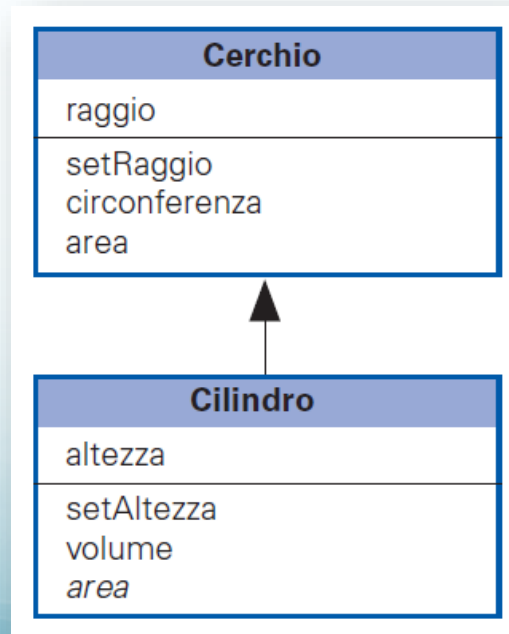 Cerchio
raggio
setRaggio
circonferenza
area
Cilindro
altezza
setAltezza
volume
area